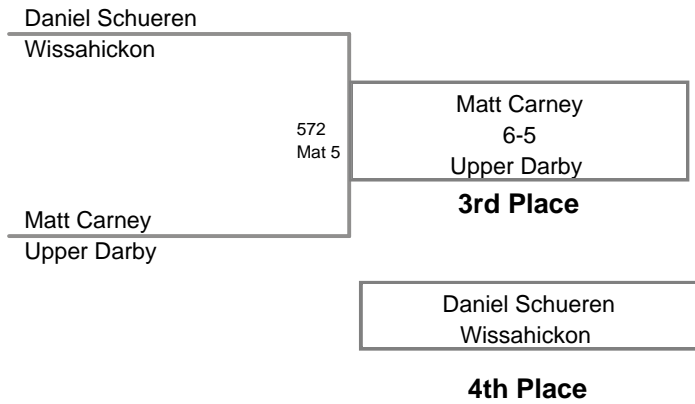 Daniel Schueren
Wissahickon
572
Mat 5
Matt Carney
6-5
Upper Darby
3rd Place
Matt Carney
Upper Darby
Daniel Schueren
Wissahickon
4th Place